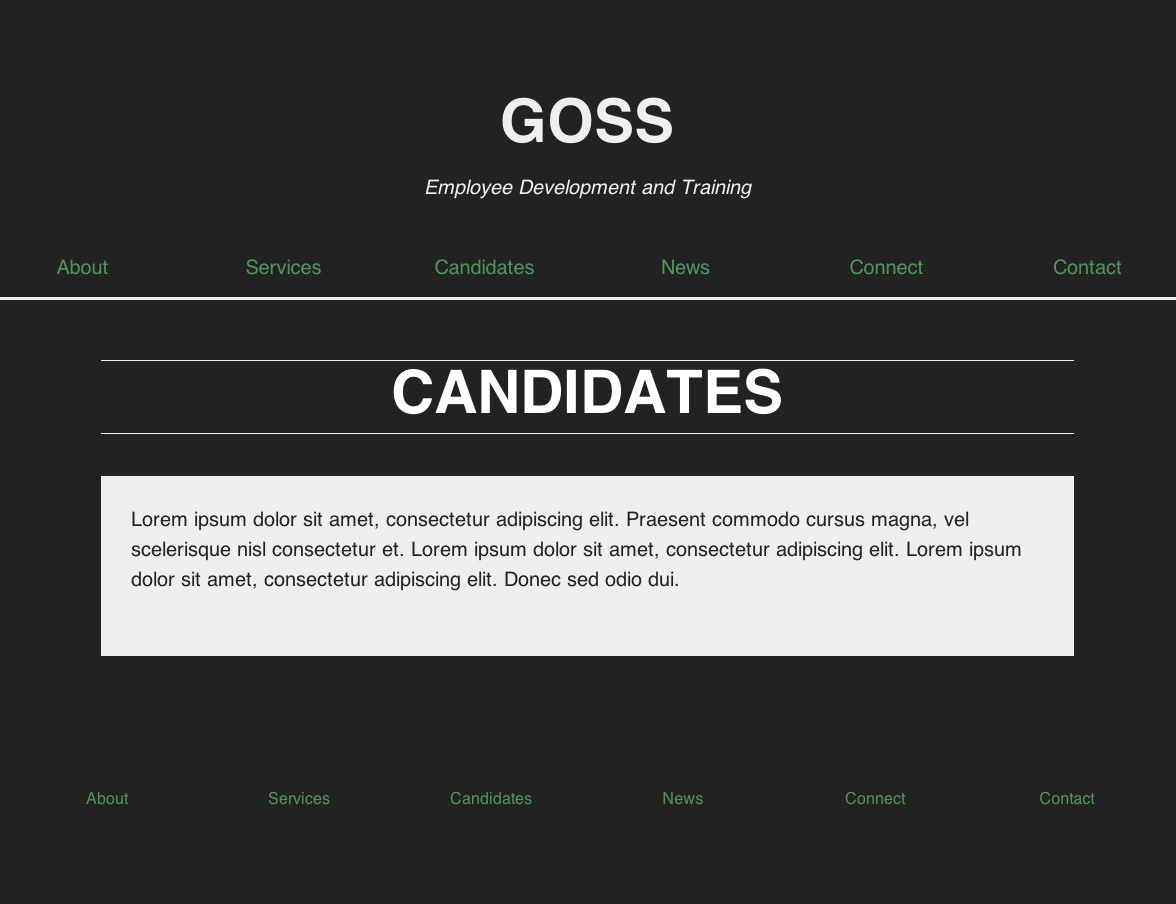 GOSS
Employee Development and Training
About Services Candidates News Connect Contact
CANDIDATES
Lorem ipsum dolor sit amet, consectetur adipiscing elit. Praesent commodo cursus magna, vel
scelerisque nisl consectetur et. Lorem ipsum dolor sit amet, consectetur adipiscing elit. Lorem ipsum
dolor sit amet, consectetur adipiscing elit. Donec sed odio dui.
About Services Candidates News Connect Contact